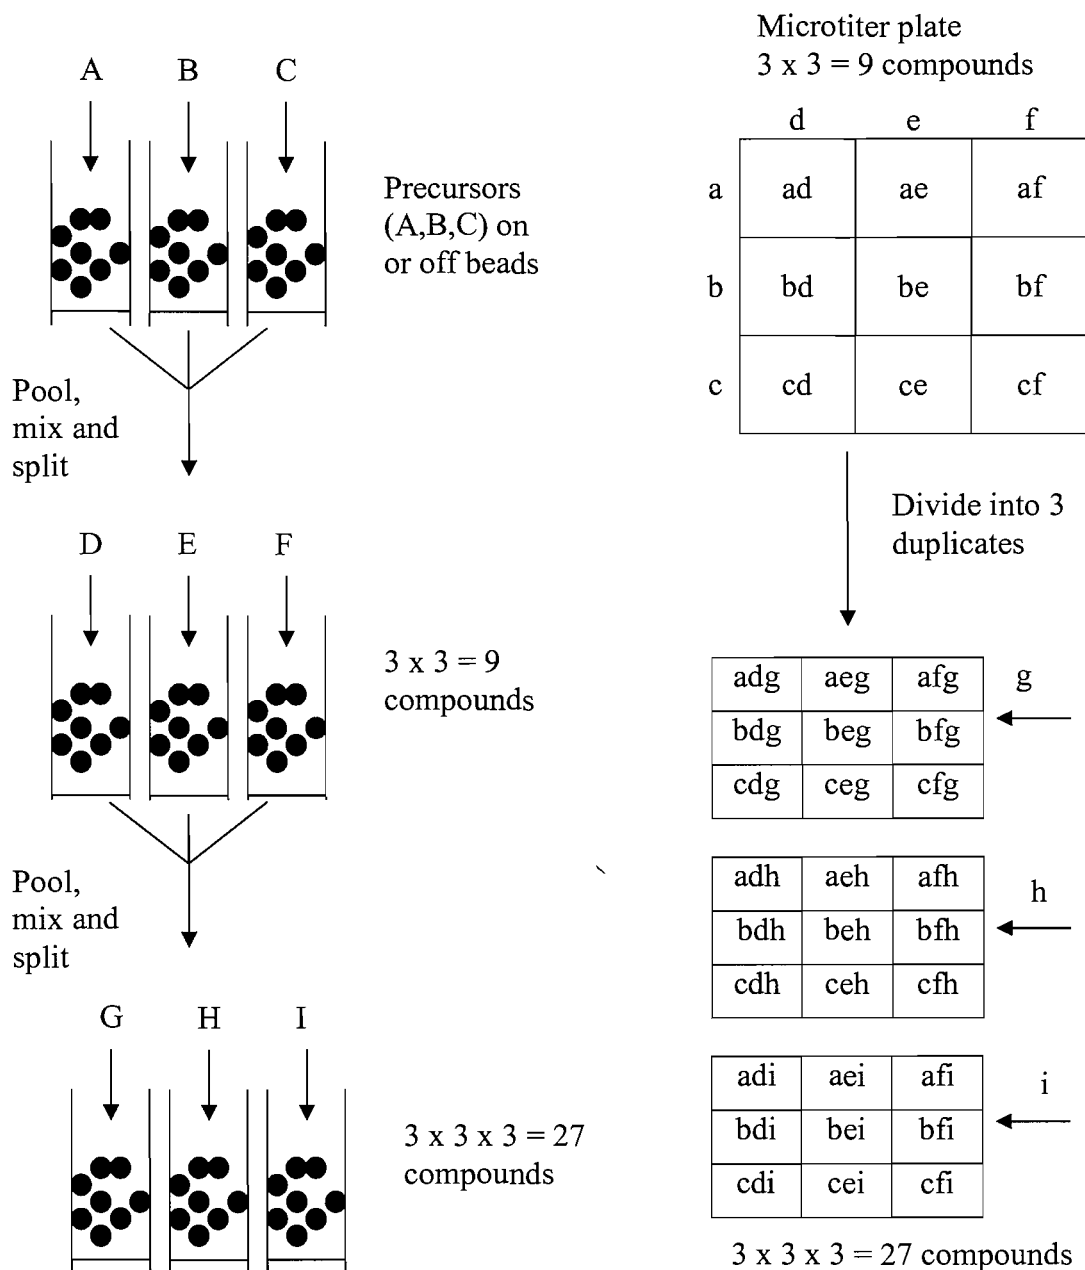 A B C
Precursors
(A,B,C) on
or off beads
Pool,
mix and
split
D E F
3 x 3 = 9
compounds
Pool,
mix and
split
G H I
3 x 3 x 3 = 27
compounds
Microtiter plate
3 x 3 = 9 compounds
d e f
a ad ae af
b bd be bf
c cd ce cf
Divide into 3
duplicates
adg aeg afg g
bdg beg bfg
cdg ceg cfg
adh aeh afh h
bdh beh bfh
cdh ceh cfh
adi aei afi i
bdi bei bfi
cdi cei cfi
3 x 3 x 3 = 27 compounds